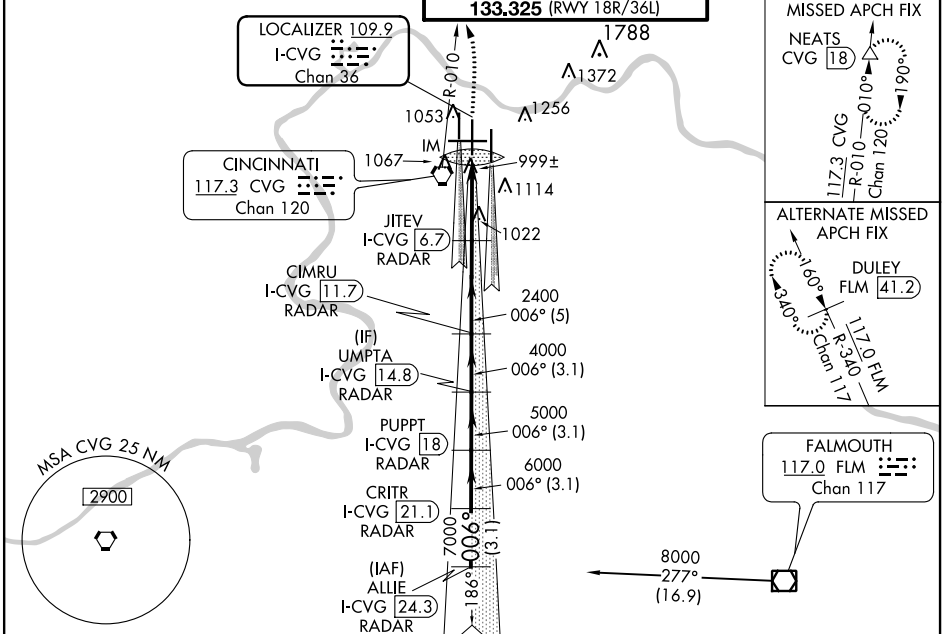 133.325 (RWY 18R/36L)
LOCALIZER 109.9
I-CVG
Chan 36
R-010
1788
1372
1053
1256
IM
1067
999±
1114
CINCINNATI
117.3 CVG
Chan 120
JITEV
I-CVG 6.7
RADAR
1022
CIMRU
I-CVG 11.7
RADAR
2400
006° (5)
(IF)
UMPTA
I-CVG 14.8
RADAR
4000
006° (3.1)
PUPPT
I-CVG 18
RADAR
5000
006° (3.1)
CRITR
I-CVG 21.1
RADAR
6000
006° (3.1)
7000
006°
(3.1)
186°
(IAF)
ALLIE
I-CVG 24.3
RADAR
MSA CVG 25 NM
2900
8000
277°
(16.9)
FALMOUTH
117.0 FLM
Chan 117
MISSED APCH FIX
NEATS
CVG 18
010°
190°
117.3 CVG
R-010
Chan 120
ALTERNATE MISSED
APCH FIX
DULEY
FLM 41.2
160°
340°
117.0 FLM
R-340
Chan 117